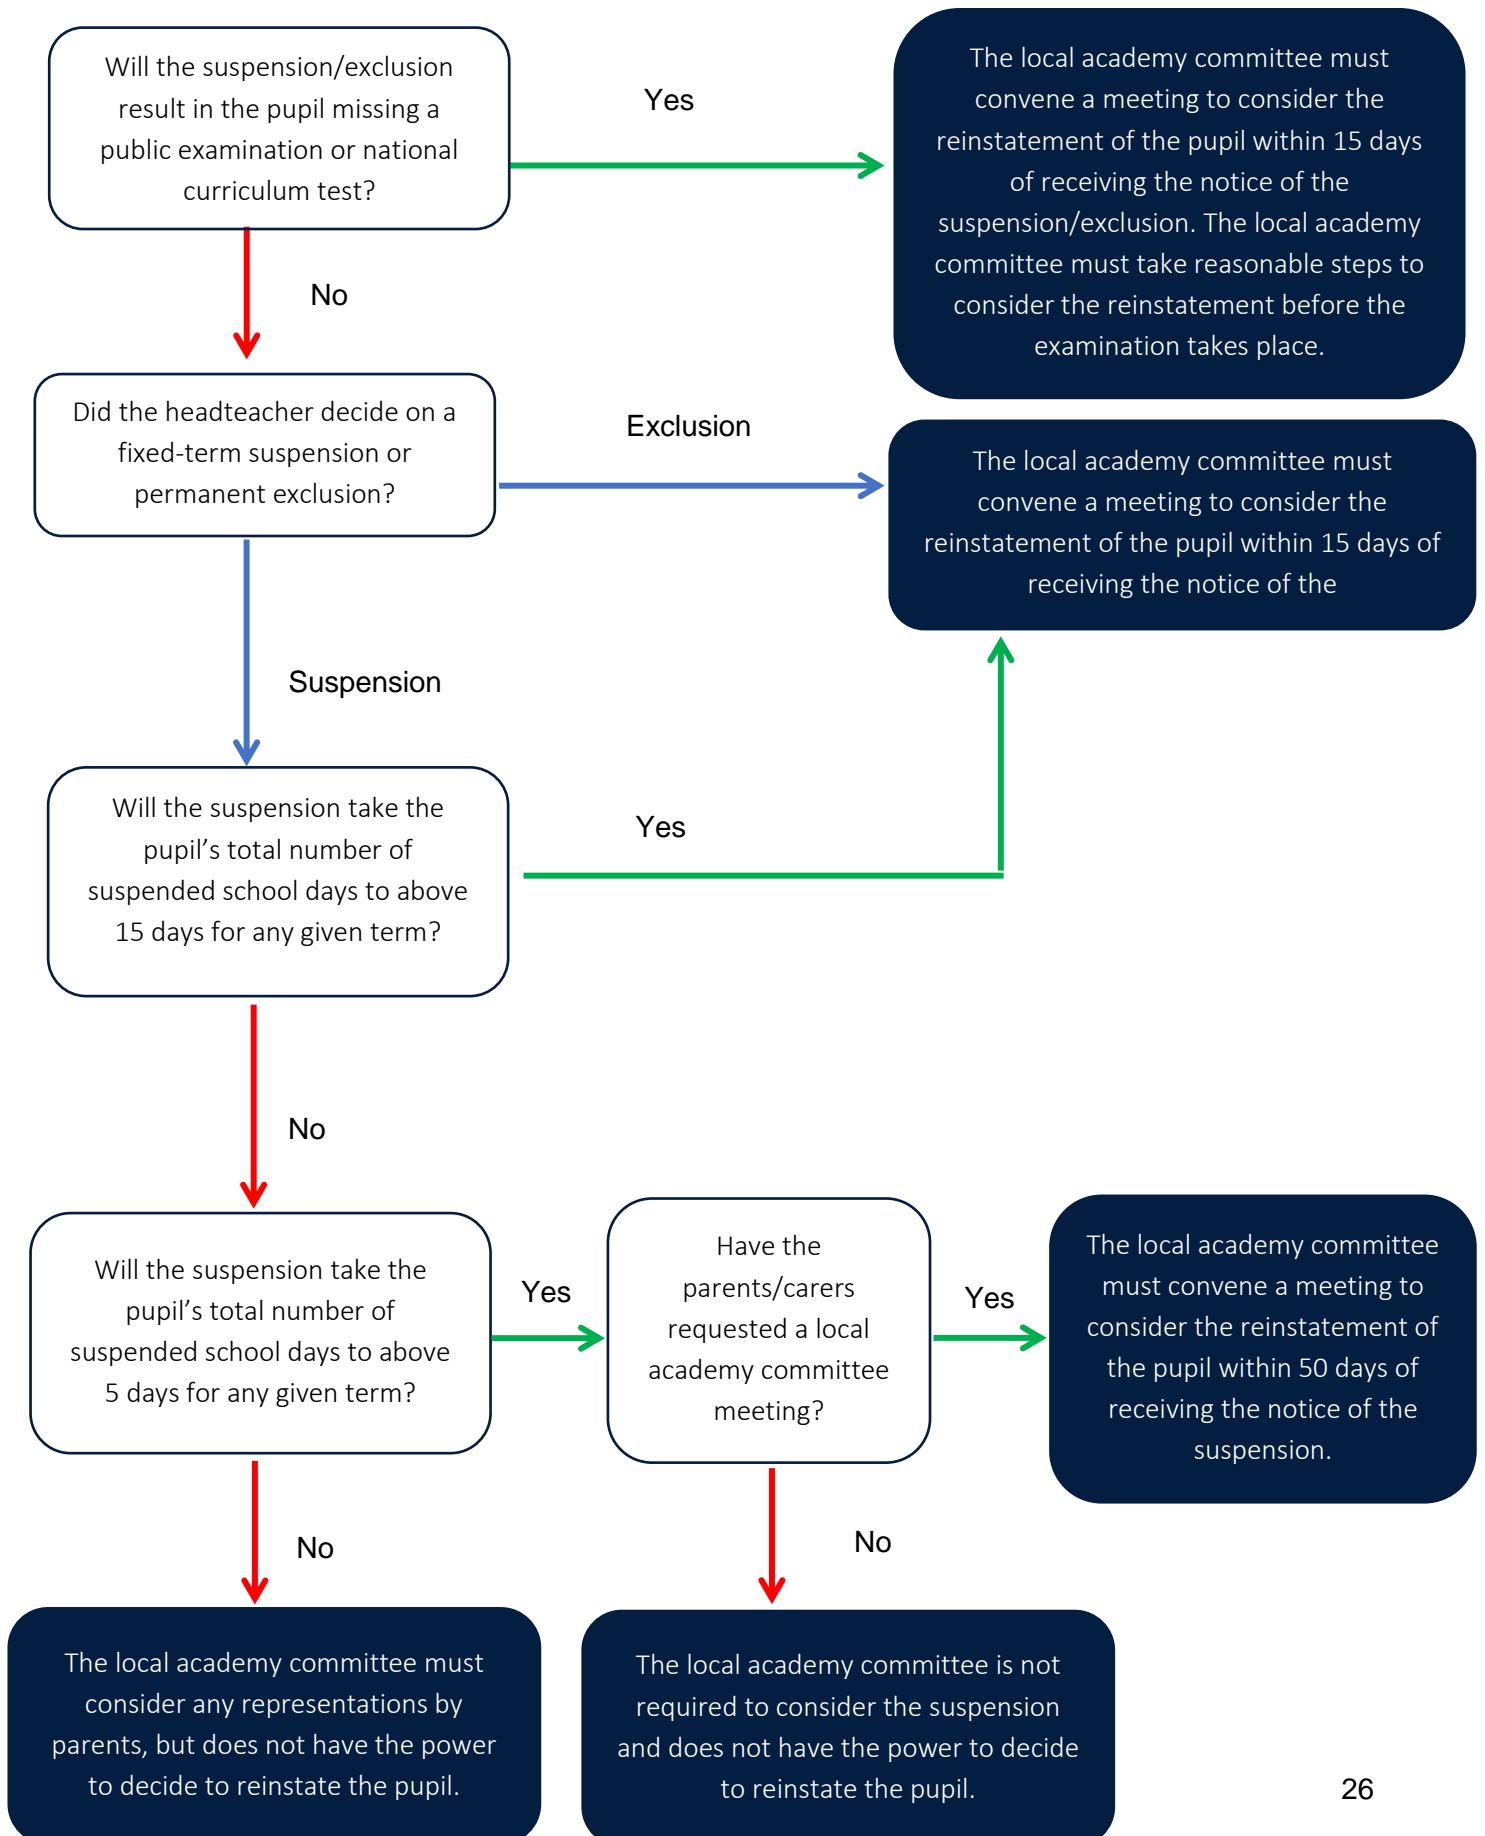 Will the suspension/exclusion
result in the pupil missing a
public examination or national
curriculum test?
Yes
The local academy committee must
convene a meeting to consider the
reinstatement of the pupil within 15 days
of receiving the notice of the
suspension/exclusion. The local academy
committee must take reasonable steps to
consider the reinstatement before the
examination takes place.
No
Did the headteacher decide on a
fixed-term suspension or
permanent exclusion?
Exclusion
The local academy committee must
convene a meeting to consider the
reinstatement of the pupil within 15 days of
receiving the notice of the
Suspension
Will the suspension take the
pupil’s total number of
suspended school days to above
15 days for any given term?
Yes
No
Will the suspension take the
pupil’s total number of
suspended school days to above
5 days for any given term?
Yes
Have the
parents/carers
requested a local
academy committee
meeting?
Yes
The local academy committee
must convene a meeting to
consider the reinstatement of
the pupil within 50 days of
receiving the notice of the
suspension.
No
No
The local academy committee must
consider any representations by
parents, but does not have the power
to decide to reinstate the pupil.
The local academy committee is not
required to consider the suspension
and does not have the power to decide
to reinstate the pupil.
26